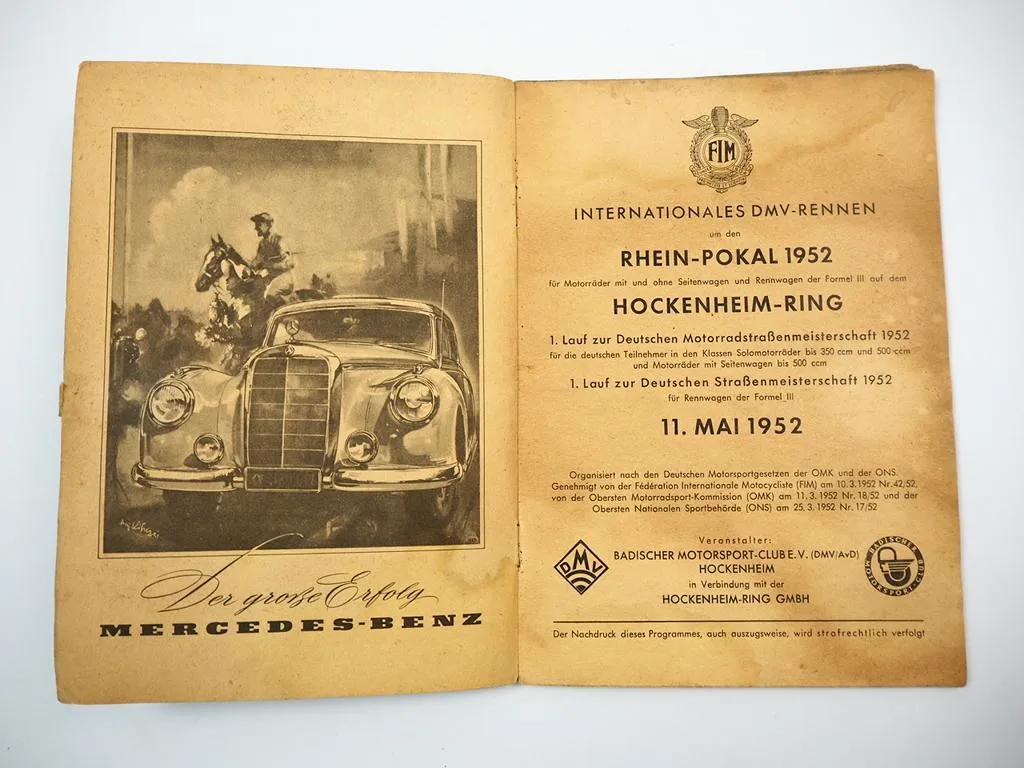 Der große Erfolg
MERCEDES-BENZ
FIM
INTERNATIONALES DMV-RENNEN
um den
RHEIN-POKAL 1952
für Motorräder mit und ohne Seitenwagen und Rennwagen der Formel III auf dem
HOCKENHEIM-RING
1. Lauf zur Deutschen Motorradstraßenmeisterschaft 1952
für die deutschen Teilnehmer in den Klassen Solomotorräder bis 350 ccm und 500 ccm
und Motorräder mit Seitenwagen bis 500 ccm
1. Lauf zur Deutschen Straßenmeisterschaft 1952
für Rennwagen der Formel III
11. MAI 1952
Organisiert nach den Deutschen Motorsportgesetzen der OMK und der ONS.
Genehmigt von der Fédération Internationale Motocycliste (FIM) am 10.3.1952 Nr. 42/52,
von der Obersten Motorradsport-Kommission (OMK) am 11. 3. 1952 Nr. 18/52 und der
Obersten Nationalen Sportbehörde (ONS) am 25. 3. 1952 Nr. 17/52
Veranstalter:
BADISCHER MOTORSPORT-CLUB E. V. (DMV/AvD)
HOCKENHEIM
in Verbindung mit der
HOCKENHEIM-RING GMBH
DMV
BADISCHER
MOTORSPORT-CLUB
Der Nachdruck dieses Programmes, auch auszugsweise, wird strafrechtlich verfolgt